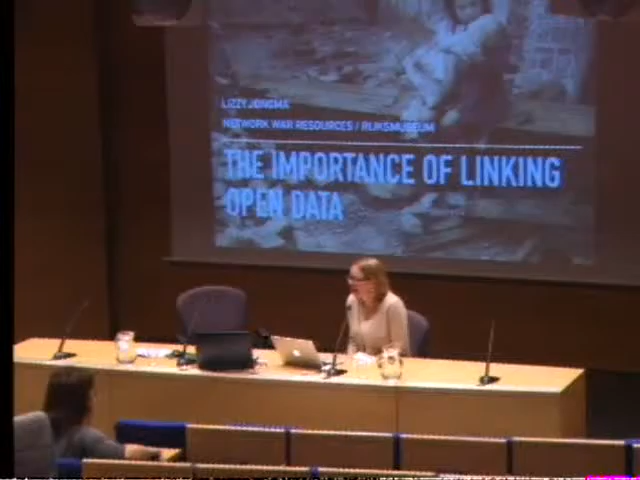 LIZZY JONGMA
NETWORK WAR RESOURCES / RIJKSMUSEUM
THE IMPORTANCE OF LINKING
OPEN DATA